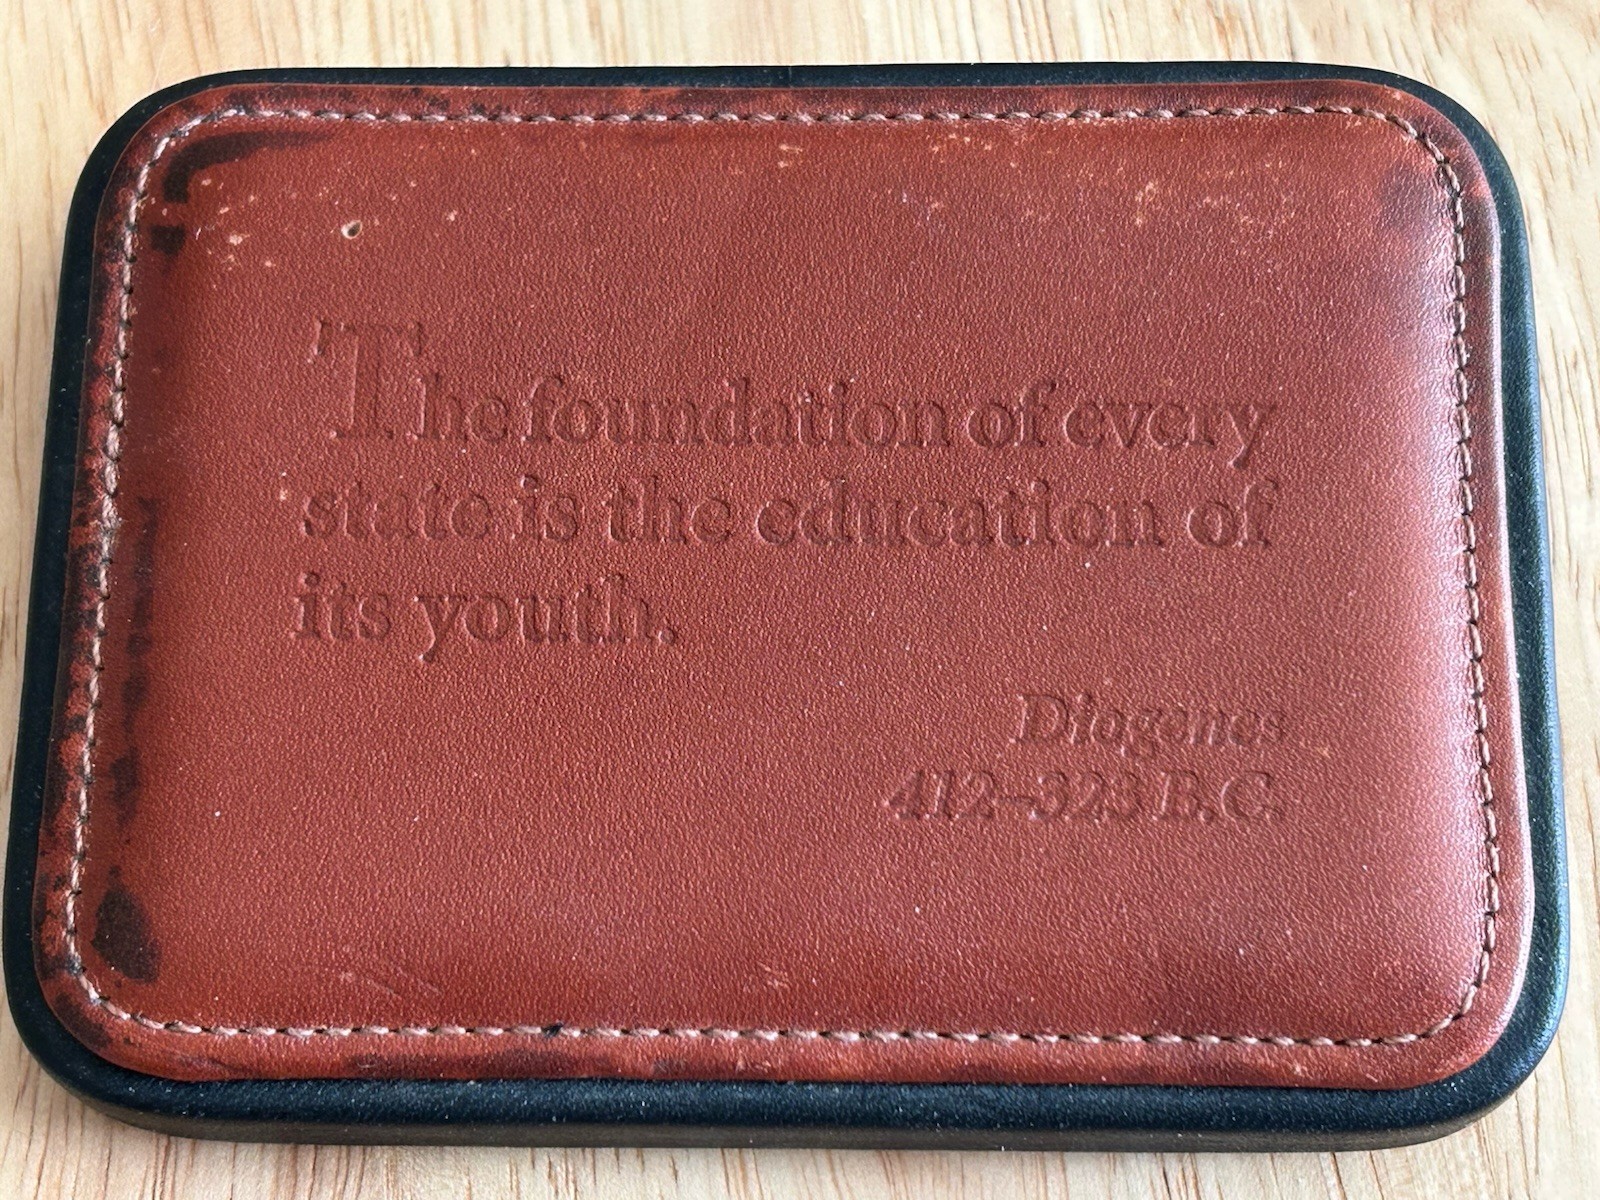 The foundation of every
state is the education of
its youth.
Diogenes
412–323 B.C.